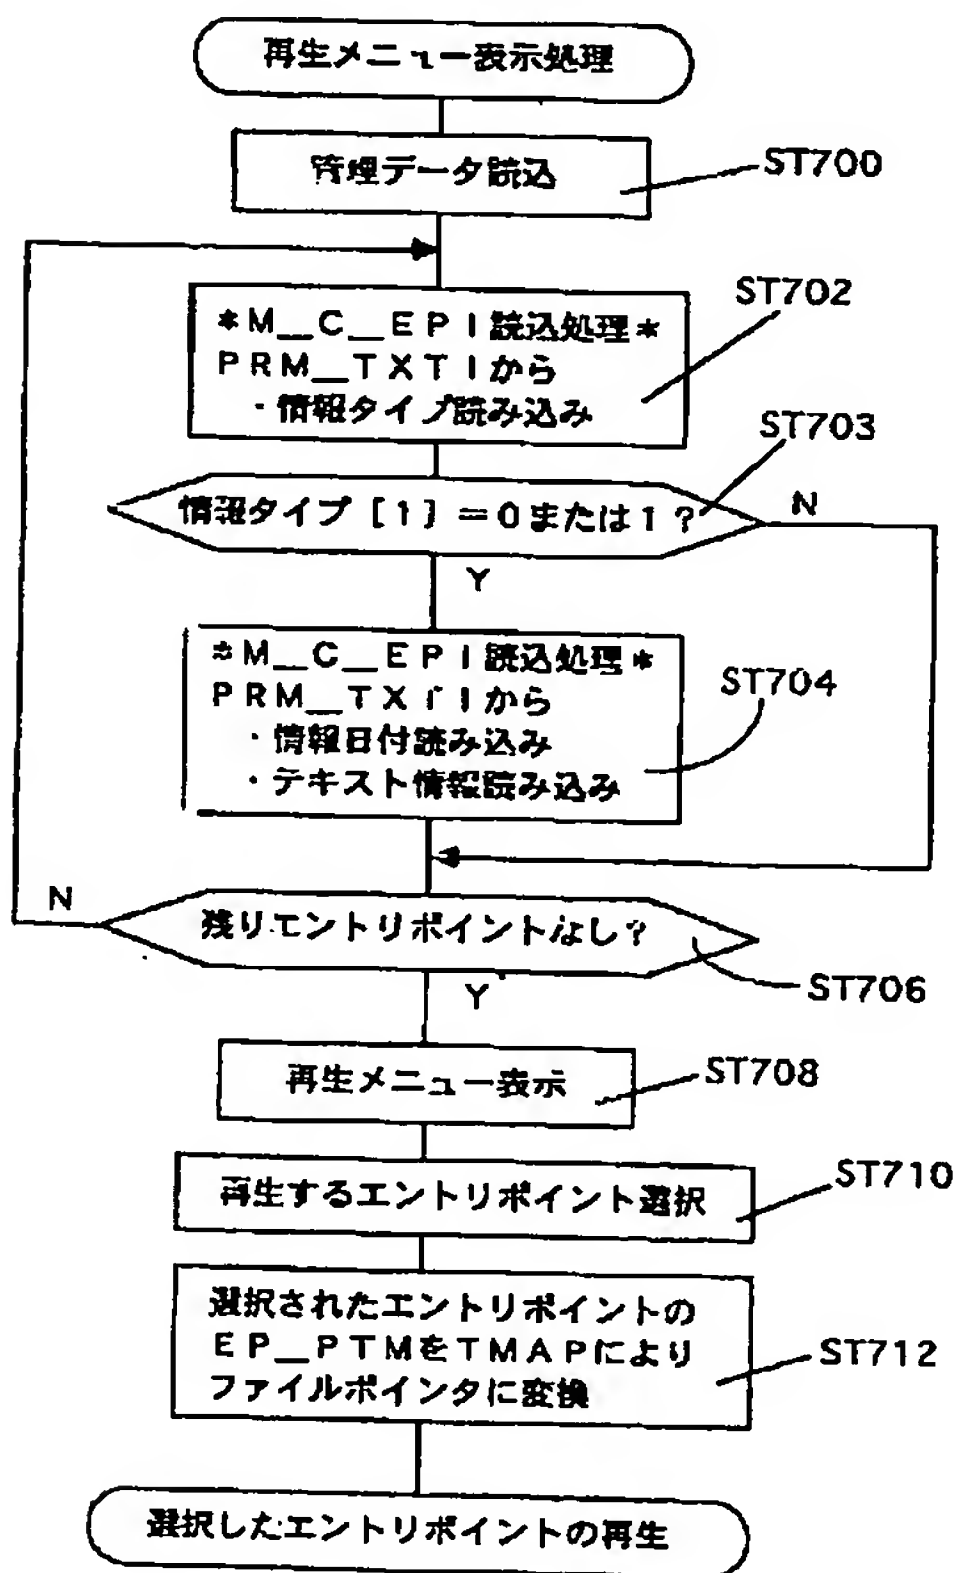 再生メニュー表示処理
管理データ読込
ST700
ST702
*M__C__EPI読込処理*
PRM__TXTIから
・情報タイプ読み込み
ST703
情報タイプ[1]=0または1?
N
Y
*M__C__EPI読込処理*
PRM__TXTIから
・情報日付読み込み
・テキスト情報読み込み
ST704
N
残りエントリポイントなし?
ST706
Y
再生メニュー表示
ST708
再生するエントリポイント選択
ST710
選択されたエントリポイントの
EP__PTMをTMAPにより
ファイルポインタに変換
ST712
選択したエントリポイントの再生